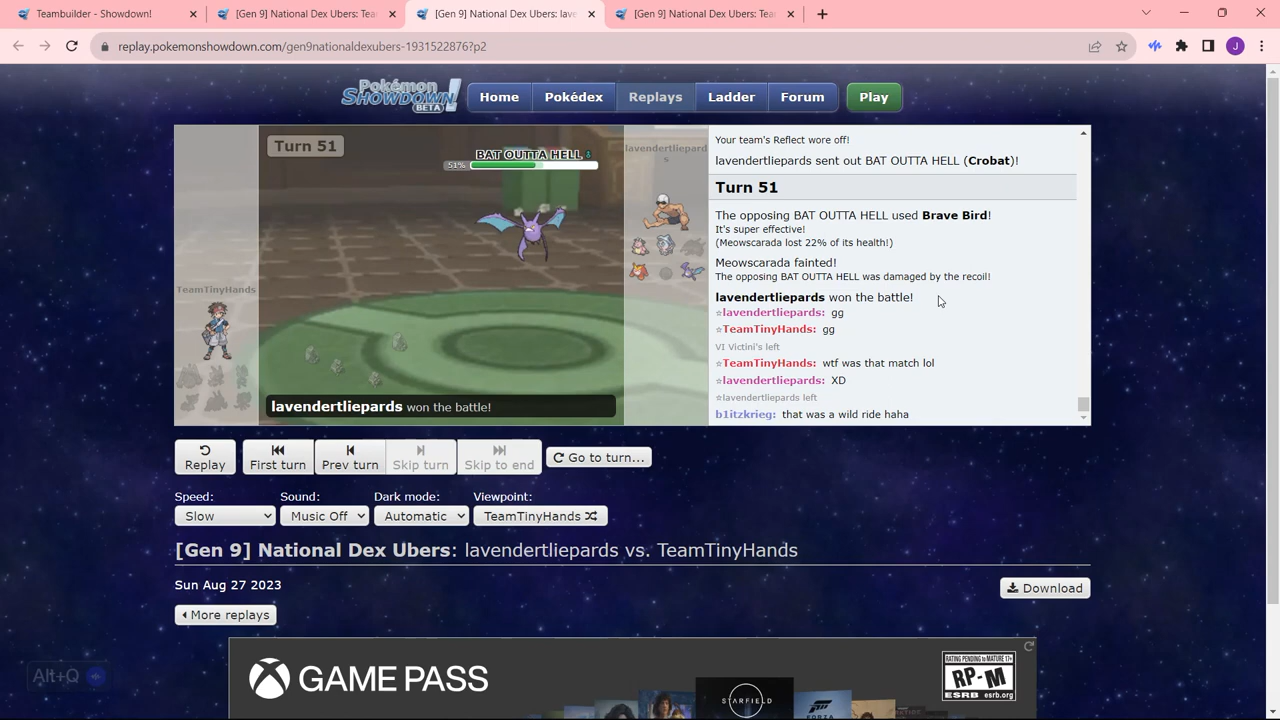 Teambuilder - Showdown!
[Gen 9] National Dex Ubers: Tea
[Gen 9] National Dex Ubers: lave
[Gen 9] National Dex Ubers: Tea
replay.pokemonshowdown.com/gen9nationaldexubers-1931522876?p2
Pokémon
SHOWDOWN!
BETA
Home
Pokédex
Replays
Ladder
Forum
Play
Turn 51
BAT OUTTA HELL
51%
lavendertliepard
s
TeamTinyHands
lavendertliepards won the battle!
Your team's Reflect wore off!
lavendertliepards sent out BAT OUTTA HELL (Crobat)!
Turn 51
The opposing BAT OUTTA HELL used Brave Bird!
It's super effective!
(Meowscarada lost 22% of its health!)
Meowscarada fainted!
The opposing BAT OUTTA HELL was damaged by the recoil!
lavendertliepards won the battle!
☆lavendertliepards: gg
☆TeamTinyHands: gg
VI Victini's left
☆TeamTinyHands: wtf was that match lol
☆lavendertliepards: XD
☆lavendertliepards left
b1itzkrieg: that was a wild ride haha
Replay
First turn
Prev turn
Skip turn
Skip to end
Go to turn...
Speed:
Sound:
Dark mode:
Viewpoint:
Slow
Music Off
Automatic
TeamTinyHands
[Gen 9] National Dex Ubers: lavendertliepards vs. TeamTinyHands
Sun Aug 27 2023
Download
More replays
Alt+Q
GAME PASS
STARFIELD
RATING PENDING to MATURE 17+
RP-M
ESRB esrb.org
J